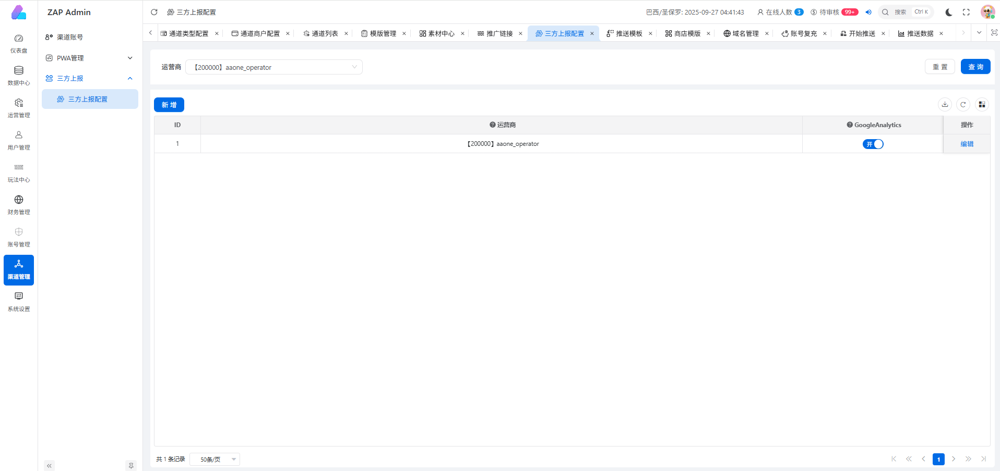 ZAP Admin
三方上报配置
巴西/圣保罗: 2025-09-27 04:41:43
在线人数 3
待审核 99+
搜索 Ctrl K
通道类型配置
通道商户配置
通道列表
模版管理
素材中心
推广链接
三方上报配置
推送模板
商店模版
域名管理
账号复充
开始推送
推送数据
仪表盘
数据中心
运营管理
用户管理
玩法中心
财务管理
账号管理
渠道管理
系统设置
渠道账号
PWA管理
三方上报
三方上报配置
运营商 【200000】aaone_operator
重 置 查 询
新 增
ID 运营商 GoogleAnalytics 操作
1 【200000】aaone_operator 开 编辑
共 1 条记录 50条/页 1